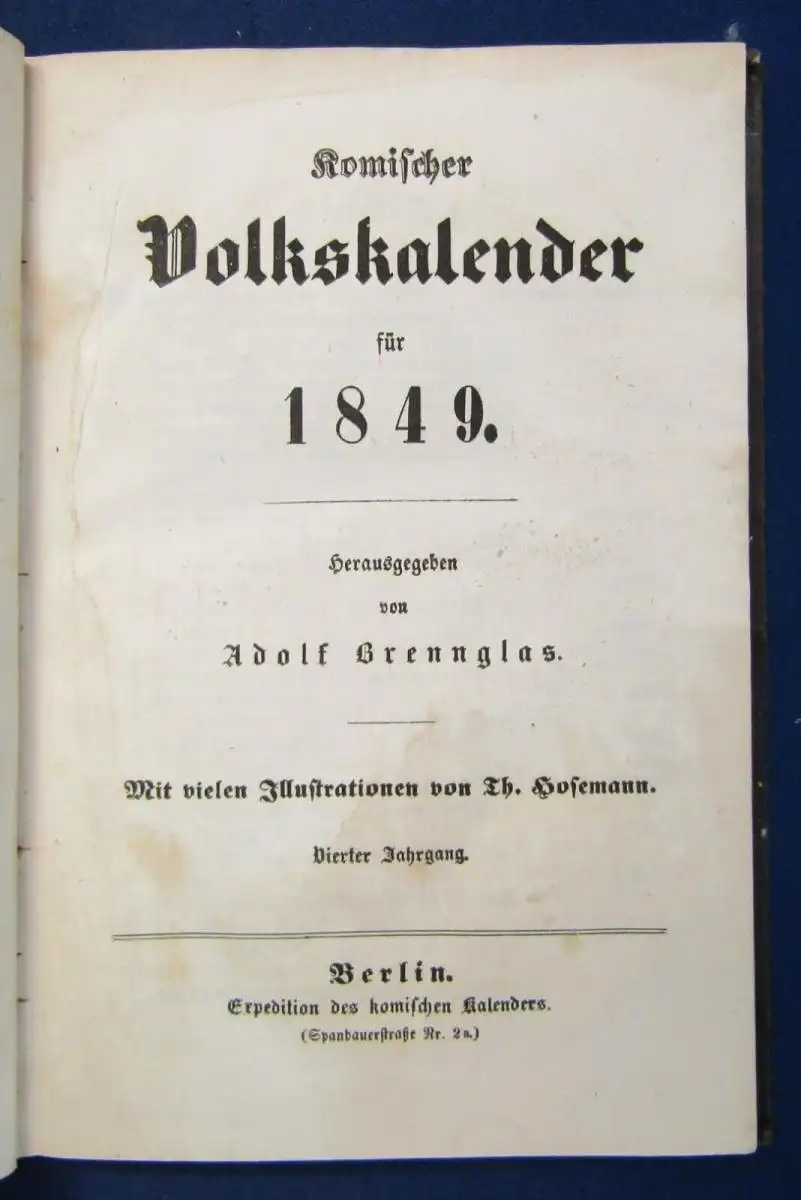 Komiſcher
Volkskalender
für
1849.
Herausgegeben
von
Adolf Brennglas.
Mit vielen Illuſtrationen von Th. Hoſemann.
Vierter Jahrgang.
Berlin.
Expedition des komiſchen Kalenders.
(Spandauerſtraße Nr. 2a.)